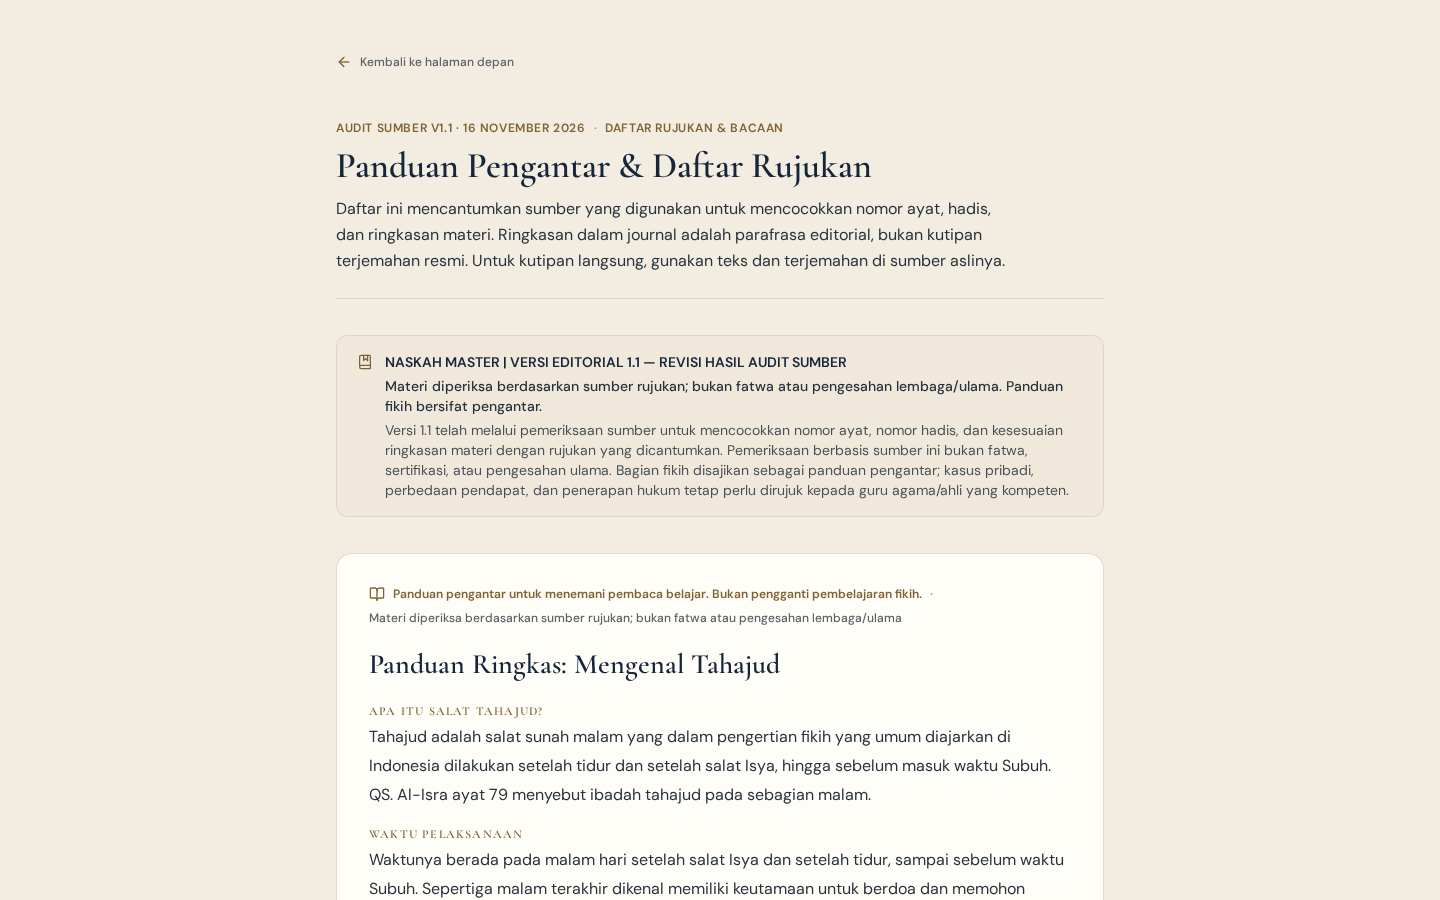 Kembali ke halaman depan
AUDIT SUMBER V1.1 · 16 NOVEMBER 2026 · DAFTAR RUJUKAN & BACAAN
Panduan Pengantar & Daftar Rujukan
Daftar ini mencantumkan sumber yang digunakan untuk mencocokkan nomor ayat, hadis,
dan ringkasan materi. Ringkasan dalam journal adalah parafrasa editorial, bukan kutipan
terjemahan resmi. Untuk kutipan langsung, gunakan teks dan terjemahan di sumber aslinya.
NASKAH MASTER | VERSI EDITORIAL 1.1 — REVISI HASIL AUDIT SUMBER
Materi diperiksa berdasarkan sumber rujukan; bukan fatwa atau pengesahan lembaga/ulama. Panduan
fikih bersifat pengantar.
Versi 1.1 telah melalui pemeriksaan sumber untuk mencocokkan nomor ayat, nomor hadis, dan kesesuaian
ringkasan materi dengan rujukan yang dicantumkan. Pemeriksaan berbasis sumber ini bukan fatwa,
sertifikasi, atau pengesahan ulama. Bagian fikih disajikan sebagai panduan pengantar; kasus pribadi,
perbedaan pendapat, dan penerapan hukum tetap perlu dirujuk kepada guru agama/ahli yang kompeten.
Panduan pengantar untuk menemani pembaca belajar. Bukan pengganti pembelajaran fikih. ·
Materi diperiksa berdasarkan sumber rujukan; bukan fatwa atau pengesahan lembaga/ulama
Panduan Ringkas: Mengenal Tahajud
APA ITU SALAT TAHAJUD?
Tahajud adalah salat sunah malam yang dalam pengertian fikih yang umum diajarkan di
Indonesia dilakukan setelah tidur dan setelah salat Isya, hingga sebelum masuk waktu Subuh.
QS. Al-Isra ayat 79 menyebut ibadah tahajud pada sebagian malam.
WAKTU PELAKSANAAN
Waktunya berada pada malam hari setelah salat Isya dan setelah tidur, sampai sebelum waktu
Subuh. Sepertiga malam terakhir dikenal memiliki keutamaan untuk berdoa dan memohon